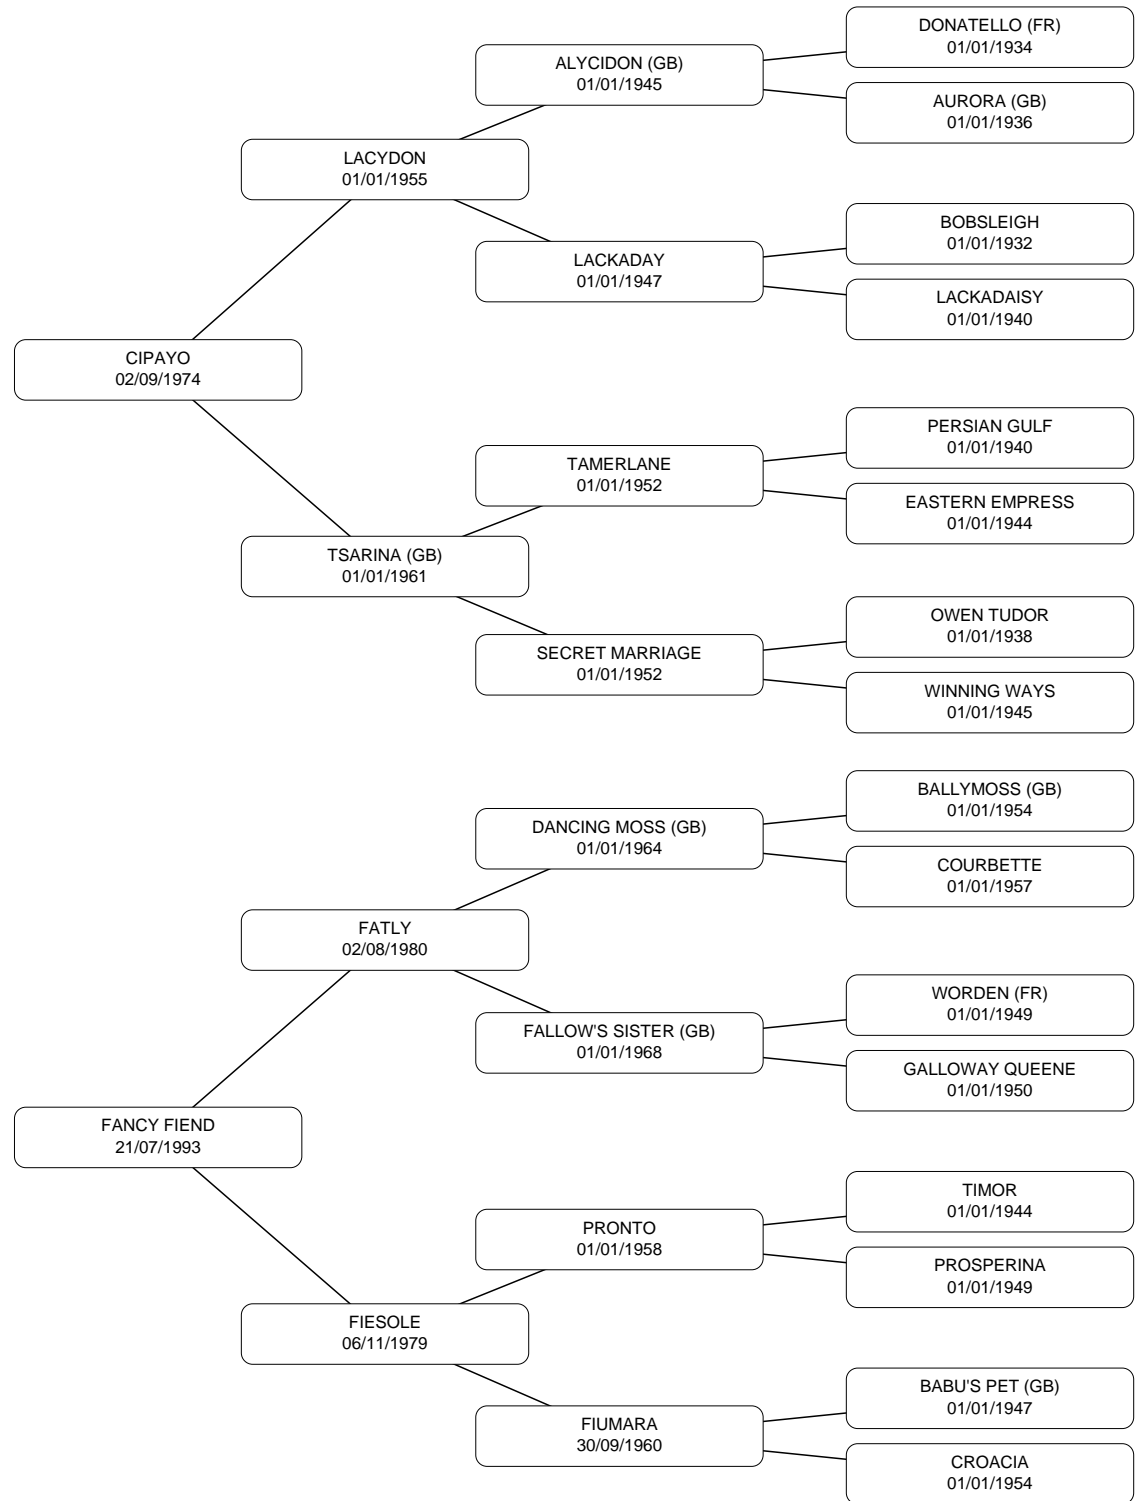 DONATELLO (FR)
01/01/1934
ALYCIDON (GB)
01/01/1945
AURORA (GB)
01/01/1936
LACYDON
01/01/1955
BOBSLEIGH
01/01/1932
LACKADAY
01/01/1947
LACKADAISY
01/01/1940
CIPAYO
02/09/1974
PERSIAN GULF
01/01/1940
TAMERLANE
01/01/1952
EASTERN EMPRESS
01/01/1944
TSARINA (GB)
01/01/1961
OWEN TUDOR
01/01/1938
SECRET MARRIAGE
01/01/1952
WINNING WAYS
01/01/1945
BALLYMOSS (GB)
01/01/1954
DANCING MOSS (GB)
01/01/1964
COURBETTE
01/01/1957
FATLY
02/08/1980
WORDEN (FR)
01/01/1949
FALLOW'S SISTER (GB)
01/01/1968
GALLOWAY QUEENE
01/01/1950
FANCY FIEND
21/07/1993
TIMOR
01/01/1944
PRONTO
01/01/1958
PROSPERINA
01/01/1949
FIESOLE
06/11/1979
BABU'S PET (GB)
01/01/1947
FIUMARA
30/09/1960
CROACIA
01/01/1954